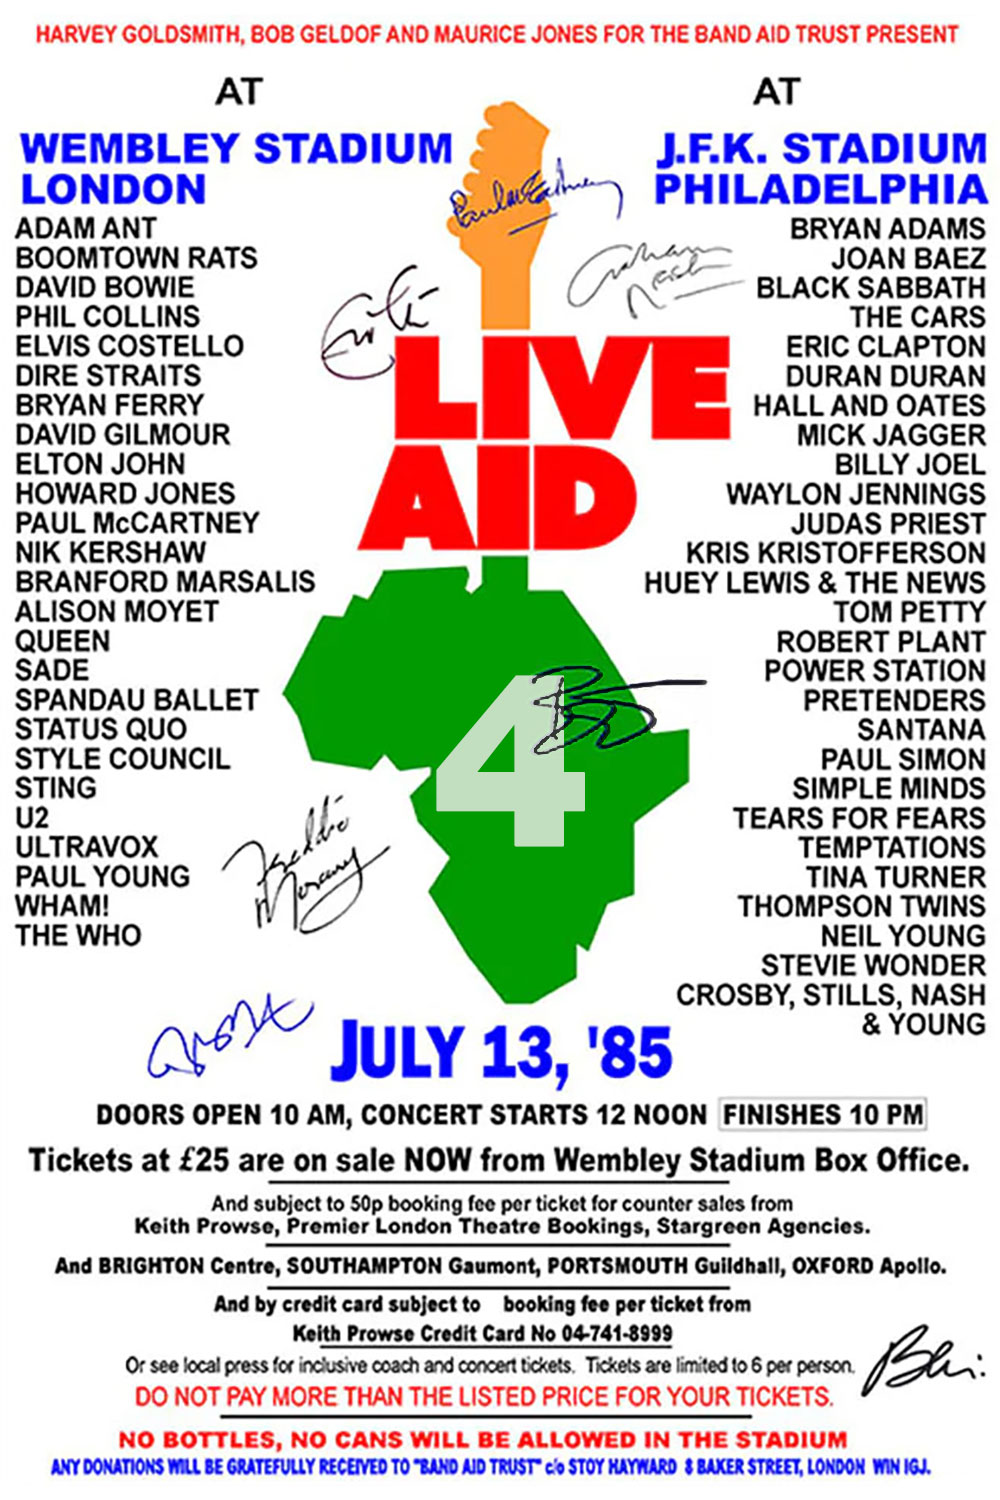 HARVEY GOLDSMITH, BOB GELDOF AND MAURICE JONES FOR THE BAND AID TRUST PRESENT
AT
WEMBLEY STADIUM
LONDON
ADAM ANT
BOOMTOWN RATS
DAVID BOWIE
PHIL COLLINS
ELVIS COSTELLO
DIRE STRAITS
BRYAN FERRY
DAVID GILMOUR
ELTON JOHN
HOWARD JONES
PAUL McCARTNEY
NIK KERSHAW
BRANFORD MARSALIS
ALISON MOYET
QUEEN
SADE
SPANDAU BALLET
STATUS QUO
STYLE COUNCIL
STING
U2
ULTRAVOX
PAUL YOUNG
WHAM!
THE WHO
AT
J.F.K. STADIUM
PHILADELPHIA
BRYAN ADAMS
JOAN BAEZ
BLACK SABBATH
THE CARS
ERIC CLAPTON
DURAN DURAN
HALL AND OATES
MICK JAGGER
BILLY JOEL
WAYLON JENNINGS
JUDAS PRIEST
KRIS KRISTOFFERSON
HUEY LEWIS & THE NEWS
TOM PETTY
ROBERT PLANT
POWER STATION
PRETENDERS
SANTANA
PAUL SIMON
SIMPLE MINDS
TEARS FOR FEARS
TEMPTATIONS
TINA TURNER
THOMPSON TWINS
NEIL YOUNG
STEVIE WONDER
CROSBY, STILLS, NASH
& YOUNG
Paul McCartney
Graham
Nash
LIVE
AID
4
Freddie
Mercury
JULY 13, '85
DOORS OPEN 10 AM, CONCERT STARTS 12 NOON FINISHES 10 PM
Tickets at £25 are on sale NOW from Wembley Stadium Box Office.
And subject to 50p booking fee per ticket for counter sales from
Keith Prowse, Premier London Theatre Bookings, Stargreen Agencies.
And BRIGHTON Centre, SOUTHAMPTON Gaumont, PORTSMOUTH Guildhall, OXFORD Apollo.
And by credit card subject to booking fee per ticket from
Keith Prowse Credit Card No 04-741-8999
Or see local press for inclusive coach and concert tickets. Tickets are limited to 6 per person.
DO NOT PAY MORE THAN THE LISTED PRICE FOR YOUR TICKETS.
NO BOTTLES, NO CANS WILL BE ALLOWED IN THE STADIUM
ANY DONATIONS WILL BE GRATEFULLY RECEIVED TO "BAND AID TRUST" c/o STOY HAYWARD 8 BAKER STREET, LONDON WIN IGJ.